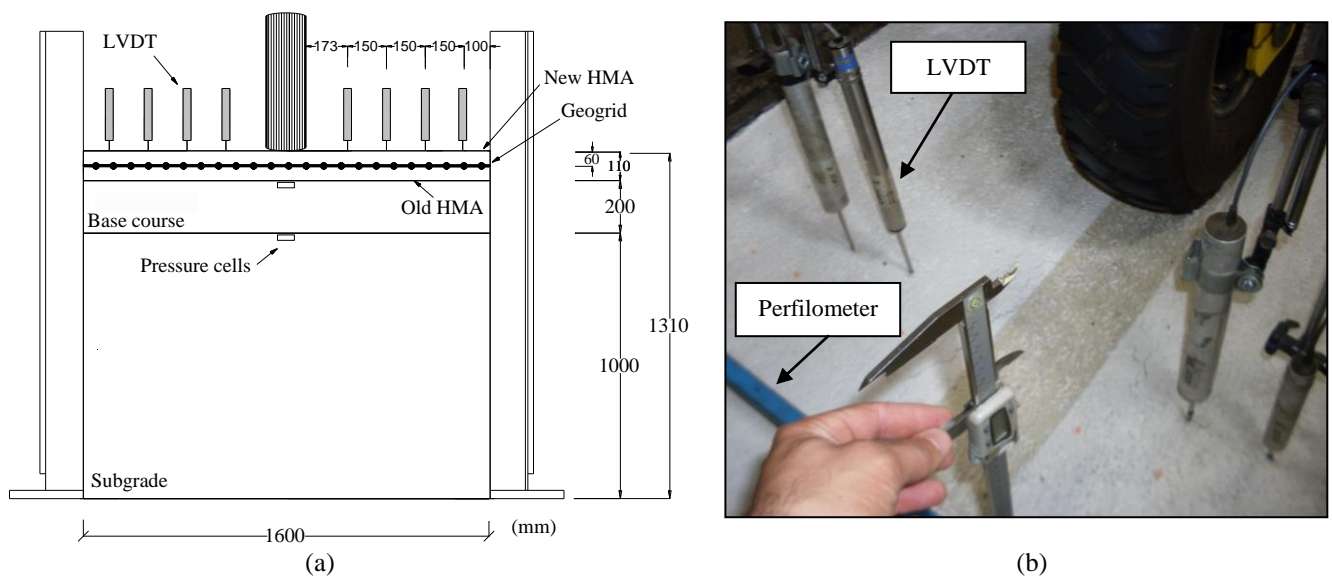 LVDT
173 150 150 150 100
New HMA
Geogrid
60
110
Old HMA
200
Base course
Pressure cells
1310
1000
Subgrade
1600
(mm)
(a)
LVDT
Perfilometer
(b)